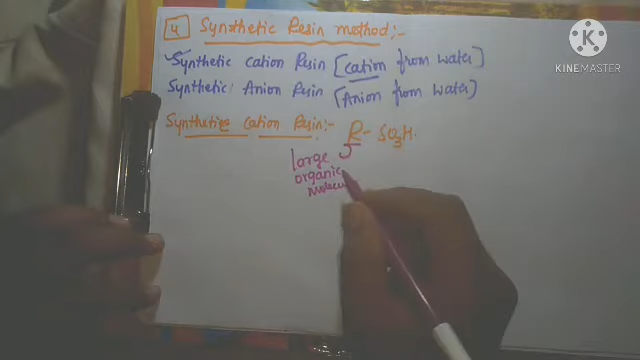 4 Synthetic Resin method:-
Synthetic Cation Resin [cation from water]
Synthetic Anion Resin [Anion from Water]
Synthetic Cation Resin:- R-SO3H.
large
organic
molecu
KINEMASTER